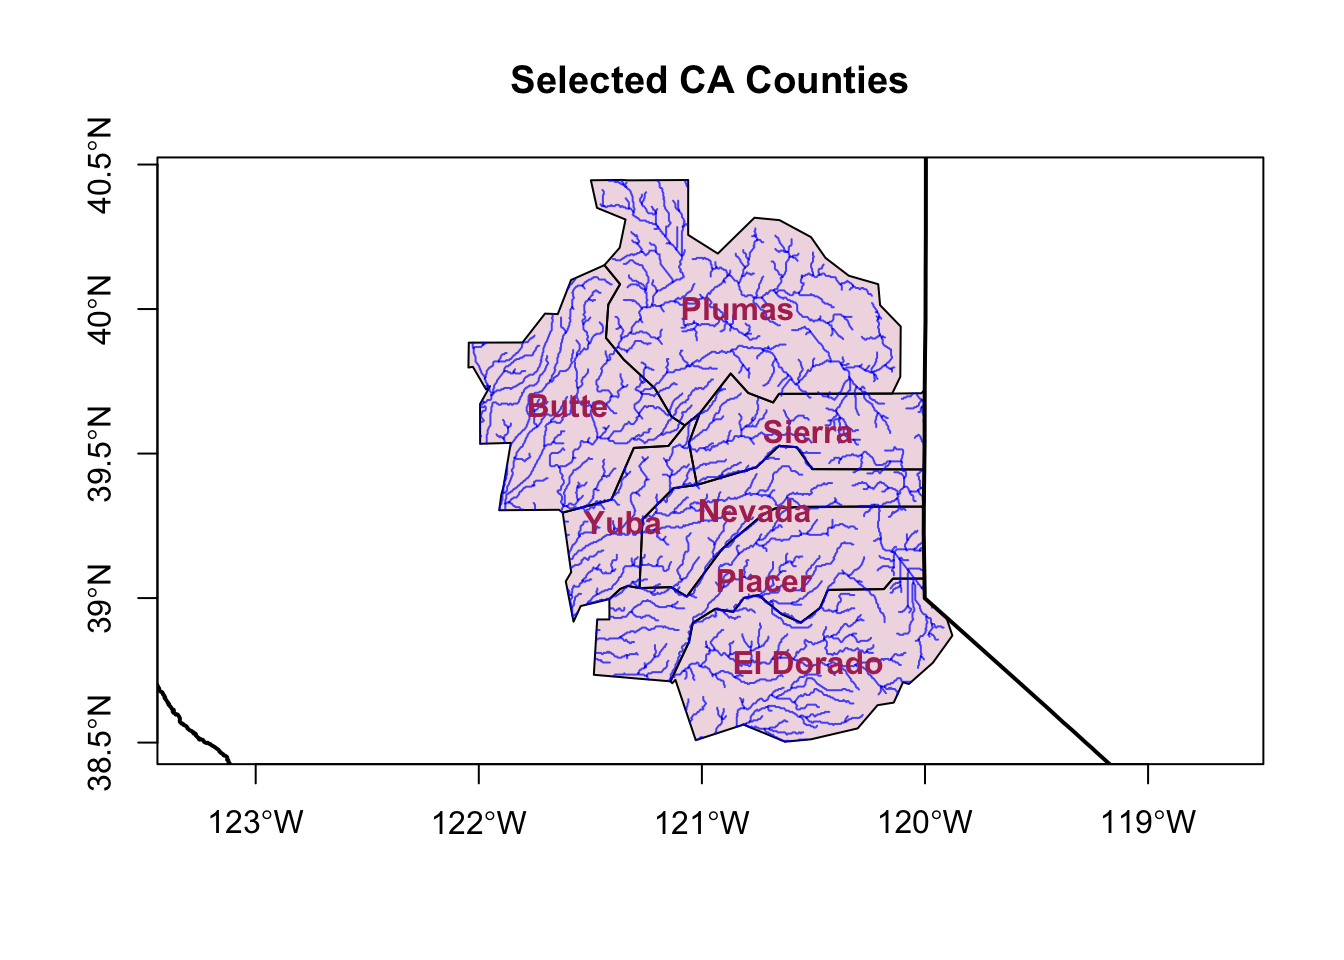 Selected CA Counties
40.5°N
40°N
39.5°N
39°N
38.5°N
Plumas
Butte
Sierra
Nevada
Yuba
Placer
El Dorado
123°W
122°W
121°W
120°W
119°W